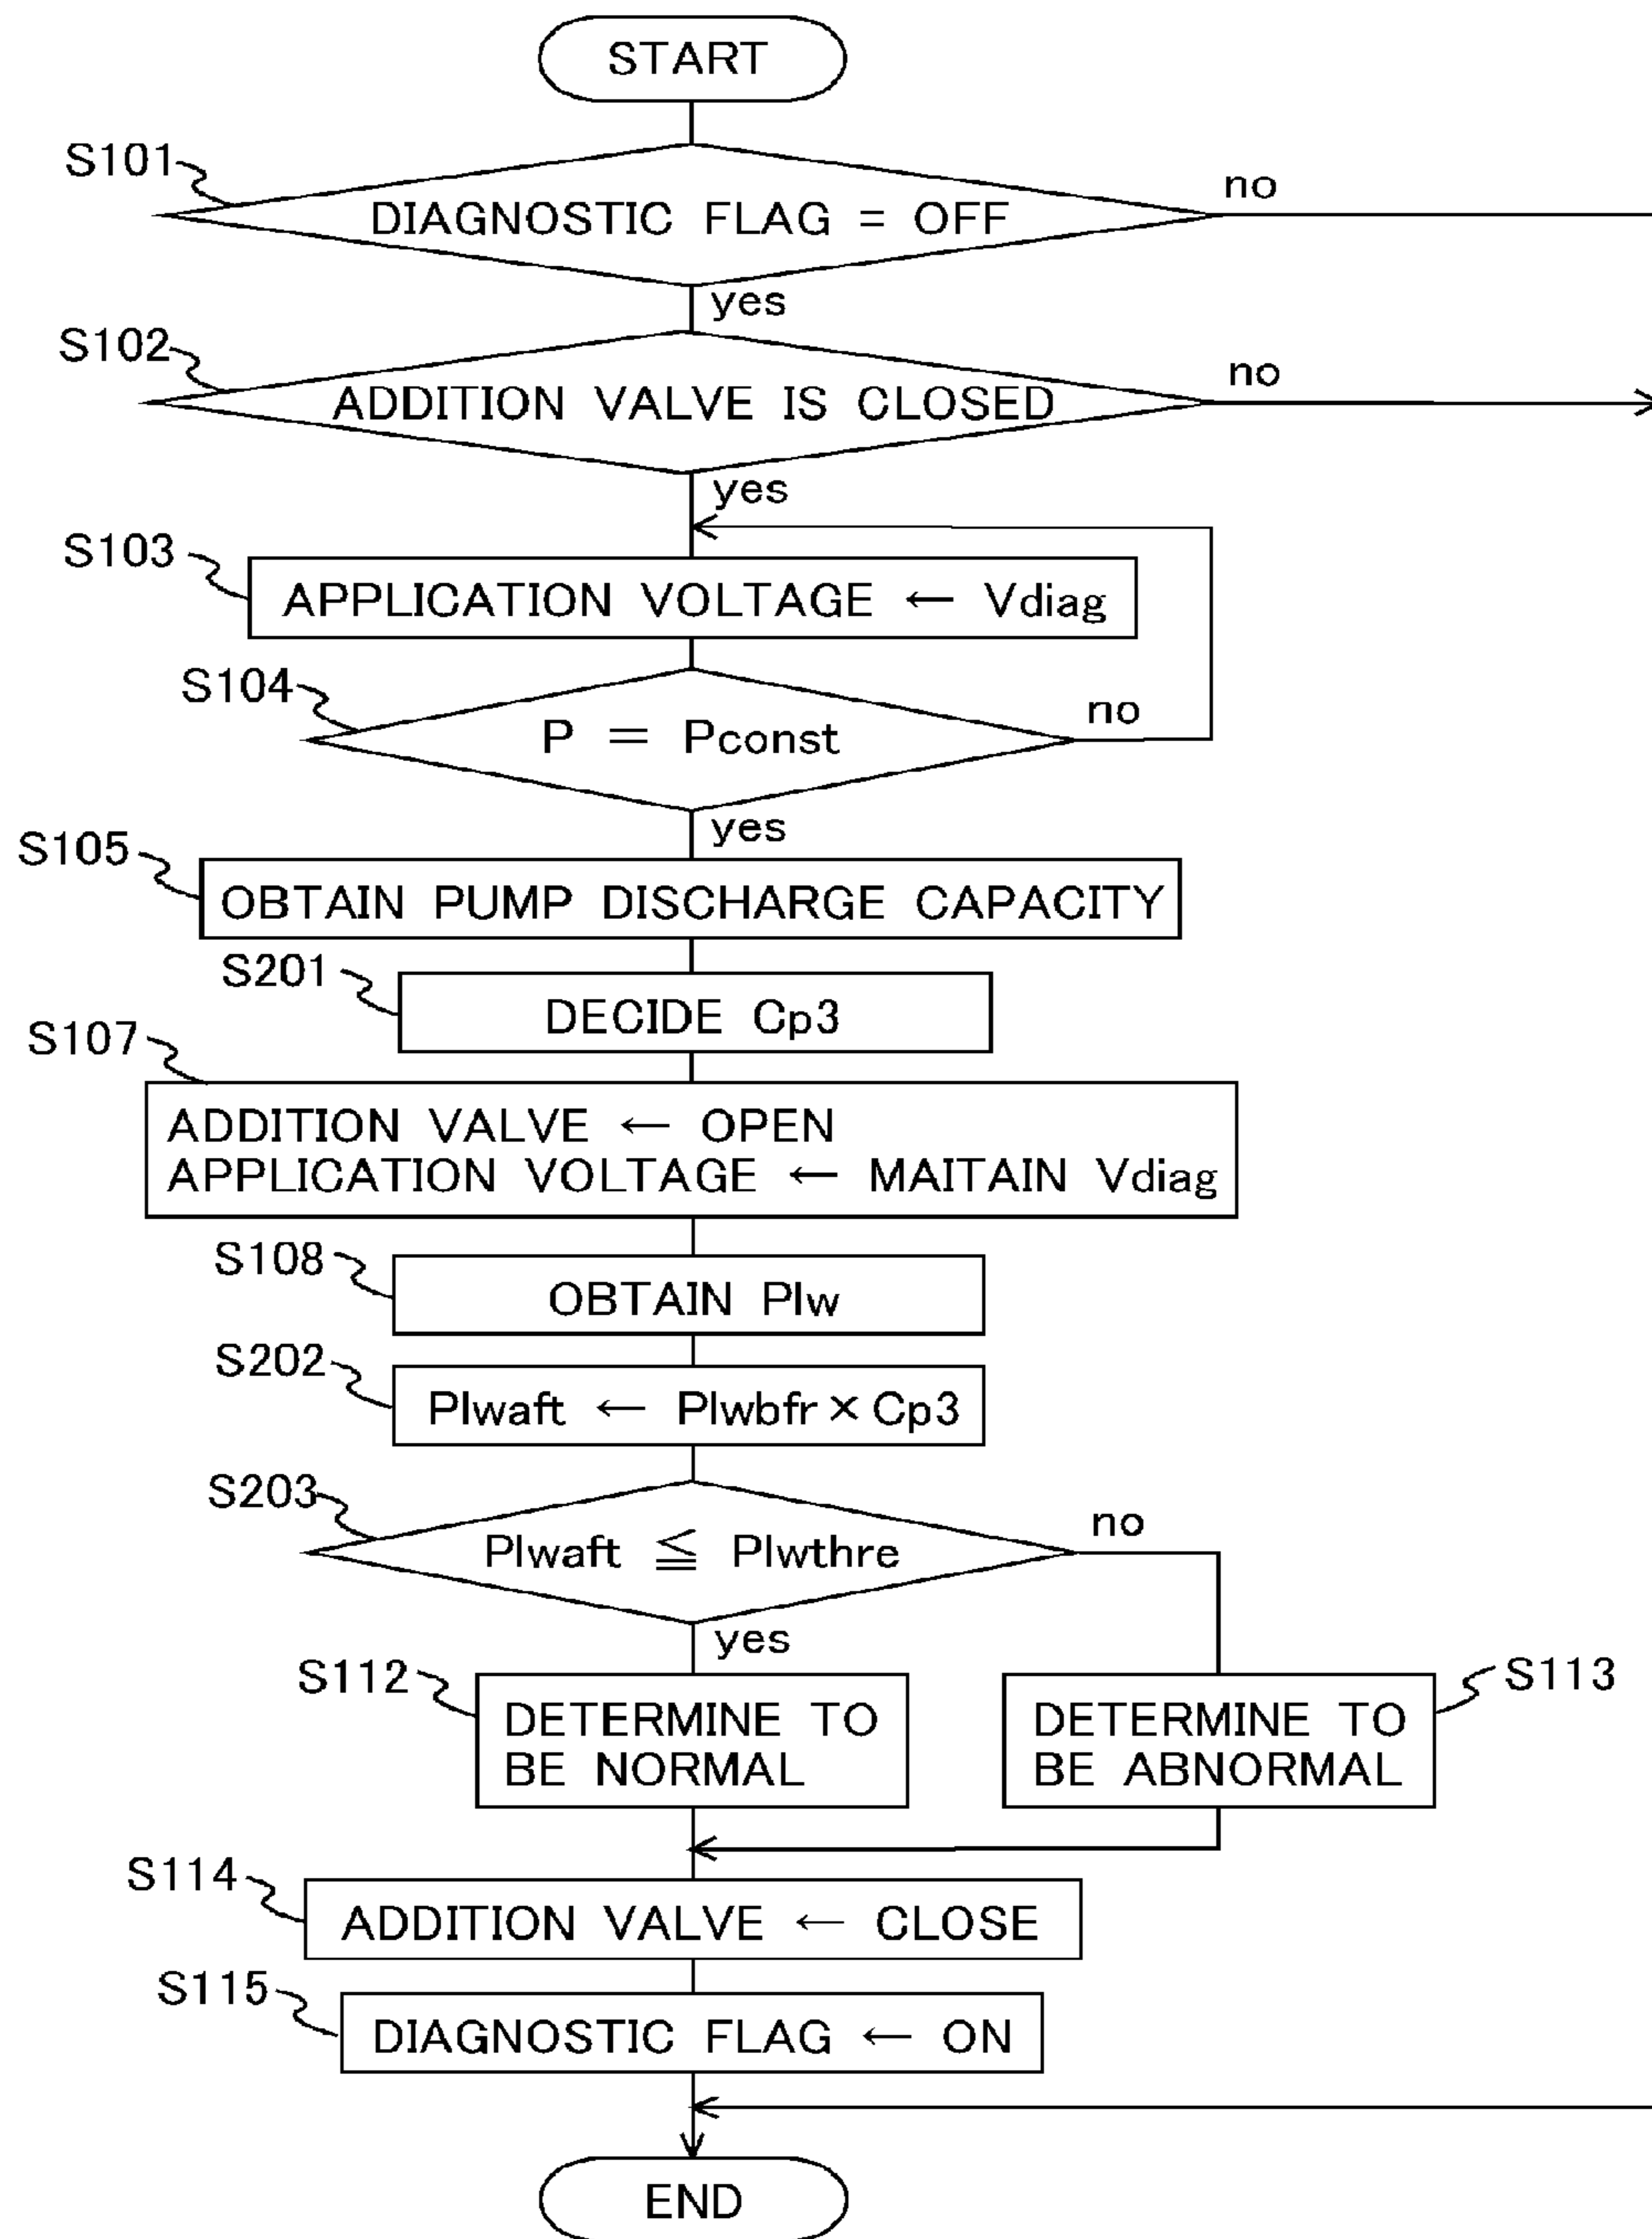 START
S101
DIAGNOSTIC FLAG = OFF
no
yes
S102
ADDITION VALVE IS CLOSED
no
yes
S103
APPLICATION VOLTAGE ← Vdiag
S104
P = Pconst
no
yes
S105
OBTAIN PUMP DISCHARGE CAPACITY
S201
DECIDE Cp3
S107
ADDITION VALVE ← OPEN
APPLICATION VOLTAGE ← MAITAIN Vdiag
S108
OBTAIN Plw
S202
Plwaft ← Plwbfr × Cp3
S203
Plwaft ≦ Plwthre
no
yes
S112
DETERMINE TO
BE NORMAL
S113
DETERMINE TO
BE ABNORMAL
S114
ADDITION VALVE ← CLOSE
S115
DIAGNOSTIC FLAG ← ON
END